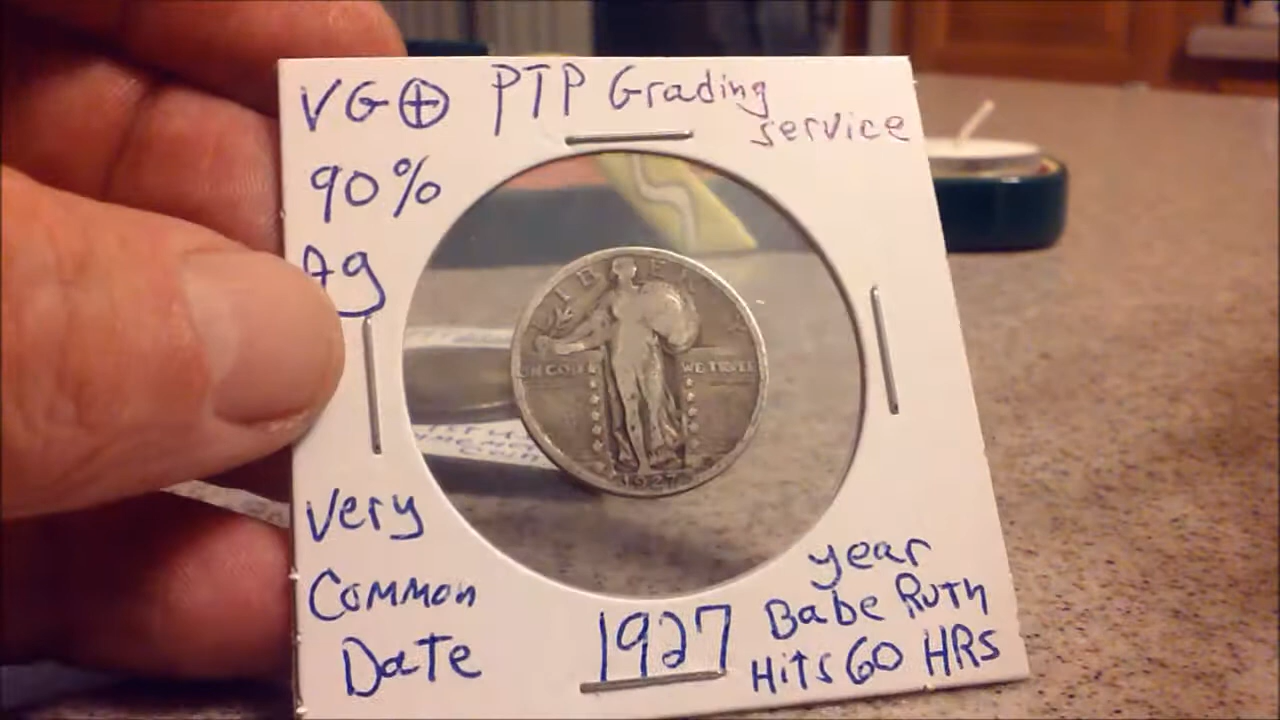 VG⊕ PTP Grading service
90%
Ag
Very
Common
Date
1927
year
Babe Ruth
Hits 60 HRS
LIBER
IN GOD WE TRUST
1927